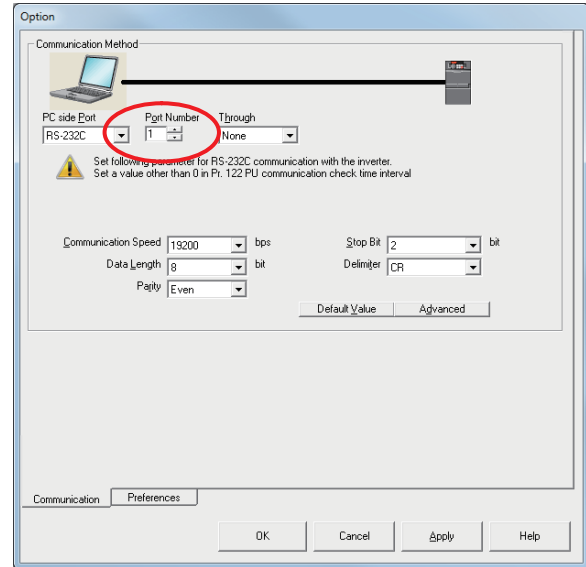 Option
Communication Method
PC side Port Port Number Through
RS-232C 1 None
Set following parameter for RS-232C communication with the inverter.
Set a value other than 0 in Pr. 122 PU communication check time interval
Communication Speed 19200 bps Stop Bit 2 bit
Data Length 8 bit Delimiter CR
Parity Even
Default Value Advanced
Communication Preferences
OK Cancel Apply Help